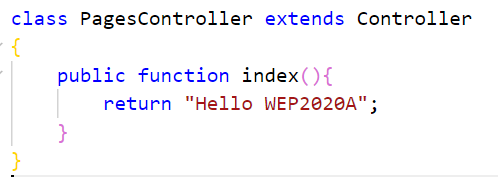 class PagesController extends Controller
{
public function index(){
return "Hello WEP2020A";
}
}